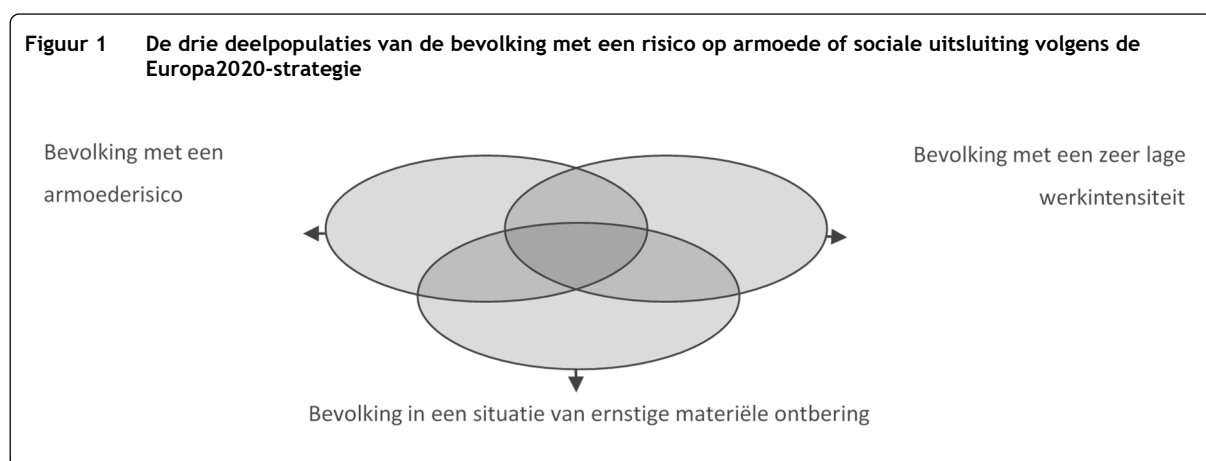 Figuur 1 De drie deelpopulaties van de bevolking met een risico op armoede of sociale uitsluiting volgens de
Europa2020-strategie
Bevolking met een
armoederisico
Bevolking met een zeer lage
werkintensiteit
Bevolking in een situatie van ernstige materiële ontbering